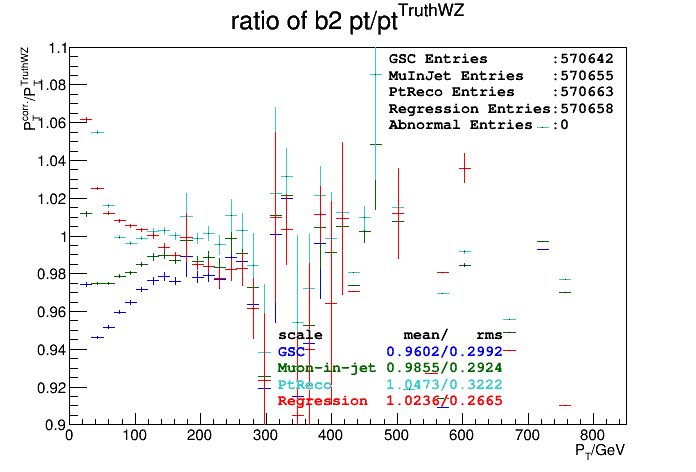 ratio of b2 pt/pt^TruthWZ
P_T^corr./P_T^TruthWZ
1.1
1.08
1.06
1.04
1.02
1
0.98
0.96
0.94
0.92
0.9
GSC Entries :570642
MuInJet Entries :570655
PtReco Entries :570663
Regression Entries:570658
Abnormal Entries :0
scale mean/ rms
GSC 0.9602/0.2992
Muon-in-jet 0.9855/0.2924
PtReco 1.0473/0.3222
Regression 1.0236/0.2665
0 100 200 300 400 500 600 700 800
P_T/GeV